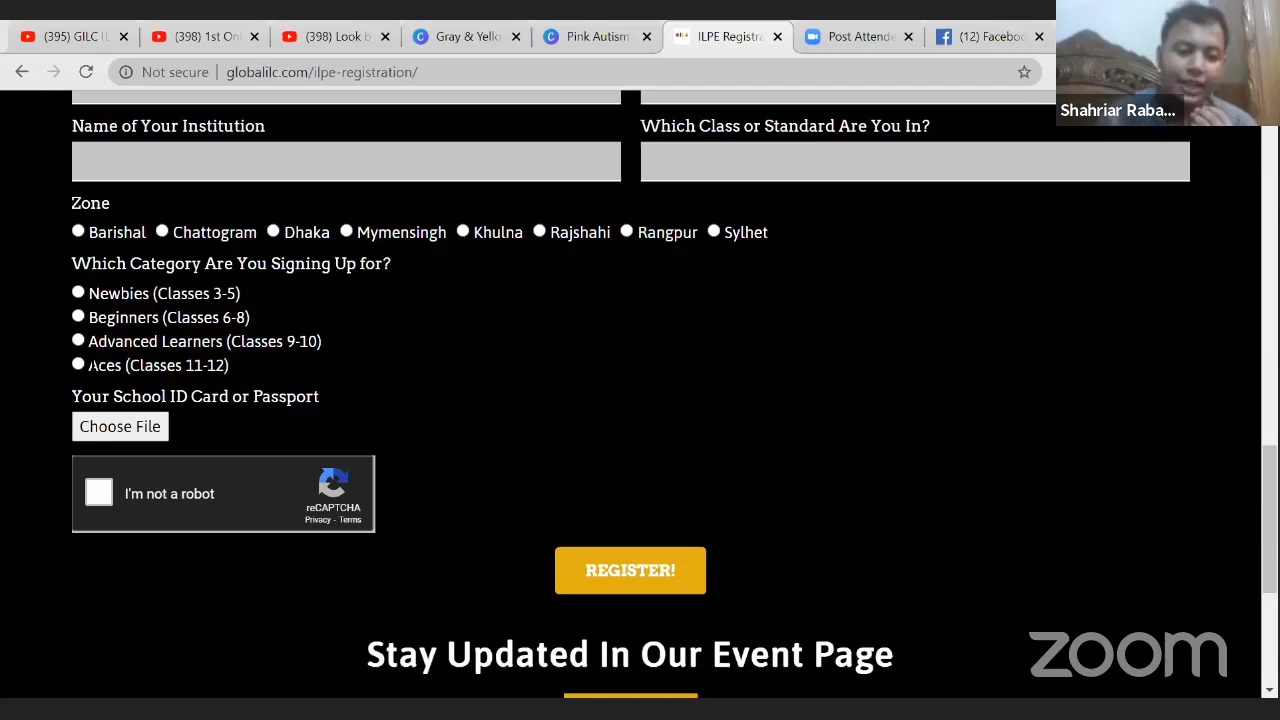 (395) GILC IL
(398) 1st Onl
(398) Look b
Gray & Yello
Pink Autism
ILPE Registra
Post Attende
(12) Faceboo
Not secure
globalilc.com/ilpe-registration/
Shahriar Raba...
Name of Your Institution
Which Class or Standard Are You In?
Zone
Barishal Chattogram Dhaka Mymensingh Khulna Rajshahi Rangpur Sylhet
Which Category Are You Signing Up for?
Newbies (Classes 3-5)
Beginners (Classes 6-8)
Advanced Learners (Classes 9-10)
Aces (Classes 11-12)
Your School ID Card or Passport
Choose File
I'm not a robot
reCAPTCHA
Privacy - Terms
REGISTER!
Stay Updated In Our Event Page
zoom